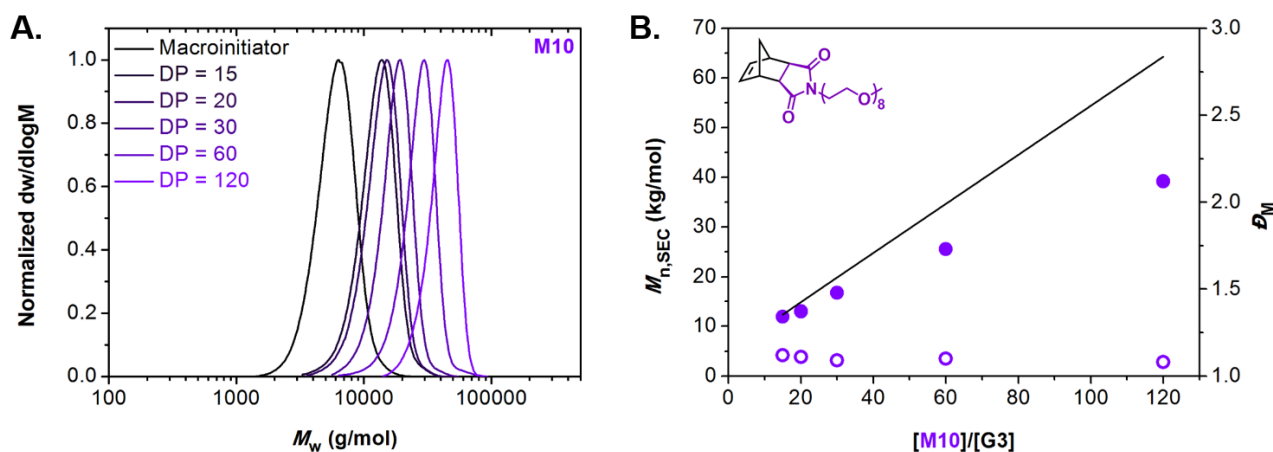 A.
M10
Macroinitiator
DP = 15
DP = 20
DP = 30
DP = 60
DP = 120
Normalized dw/dlogM
1.0
0.8
0.6
0.4
0.2
0.0
100
1000
10000
100000
Mw (g/mol)
B.
Mn,SEC (kg/mol)
70
60
50
40
30
20
10
0
O
N
O
O
8
0
20
40
60
80
100
120
[M10]/[G3]
3.0
2.5
2.0
1.5
1.0
ĐM